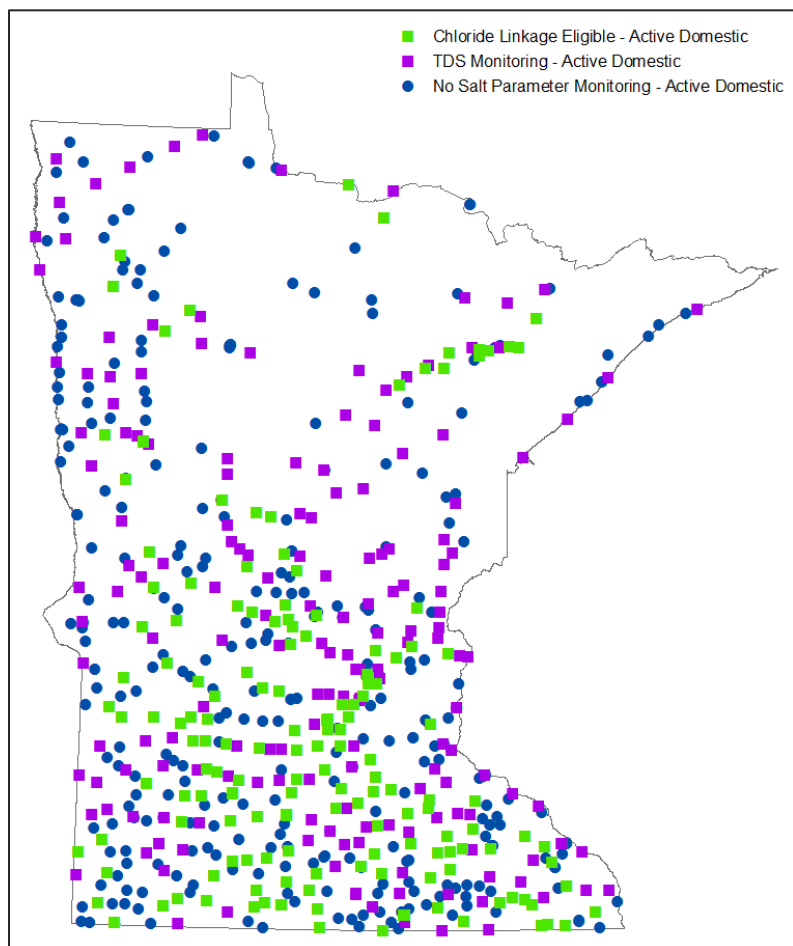 Chloride Linkage Eligible - Active Domestic
TDS Monitoring - Active Domestic
No Salt Parameter Monitoring - Active Domestic